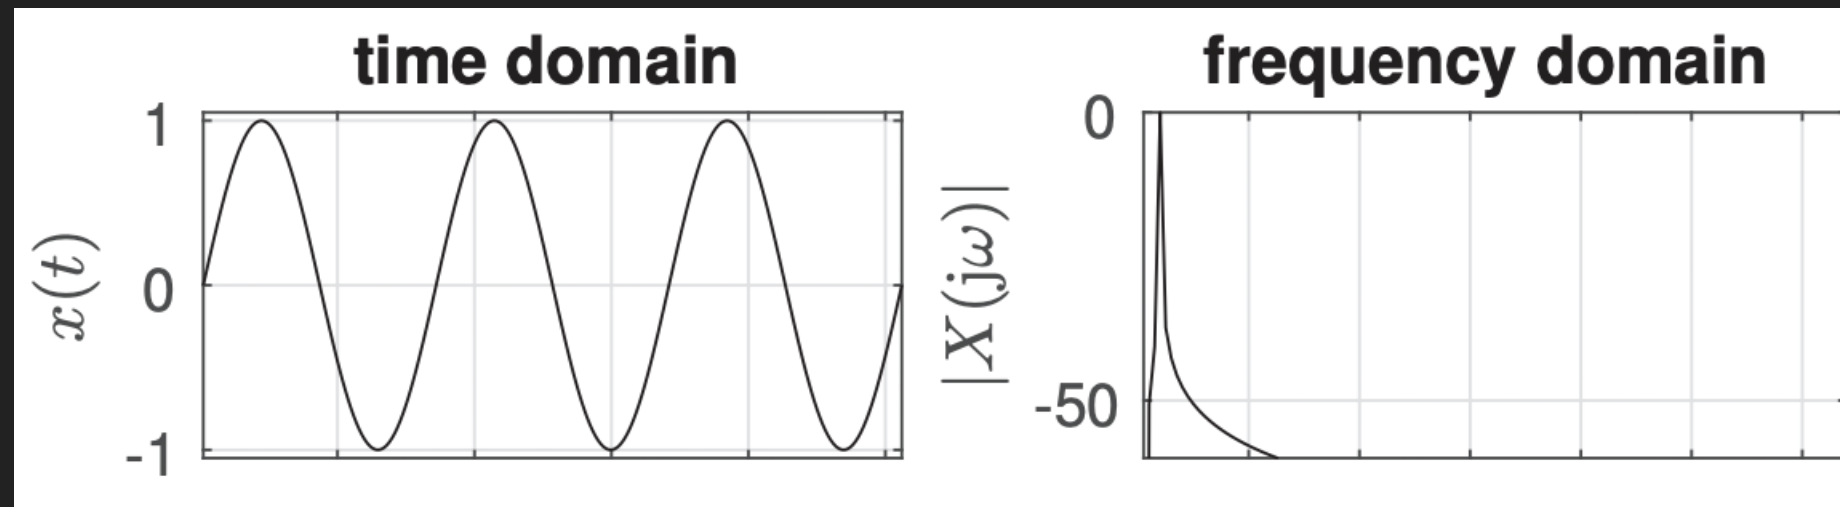 time domain
1
0
-1
x(t)
frequency domain
0
-50
|X(jω)|